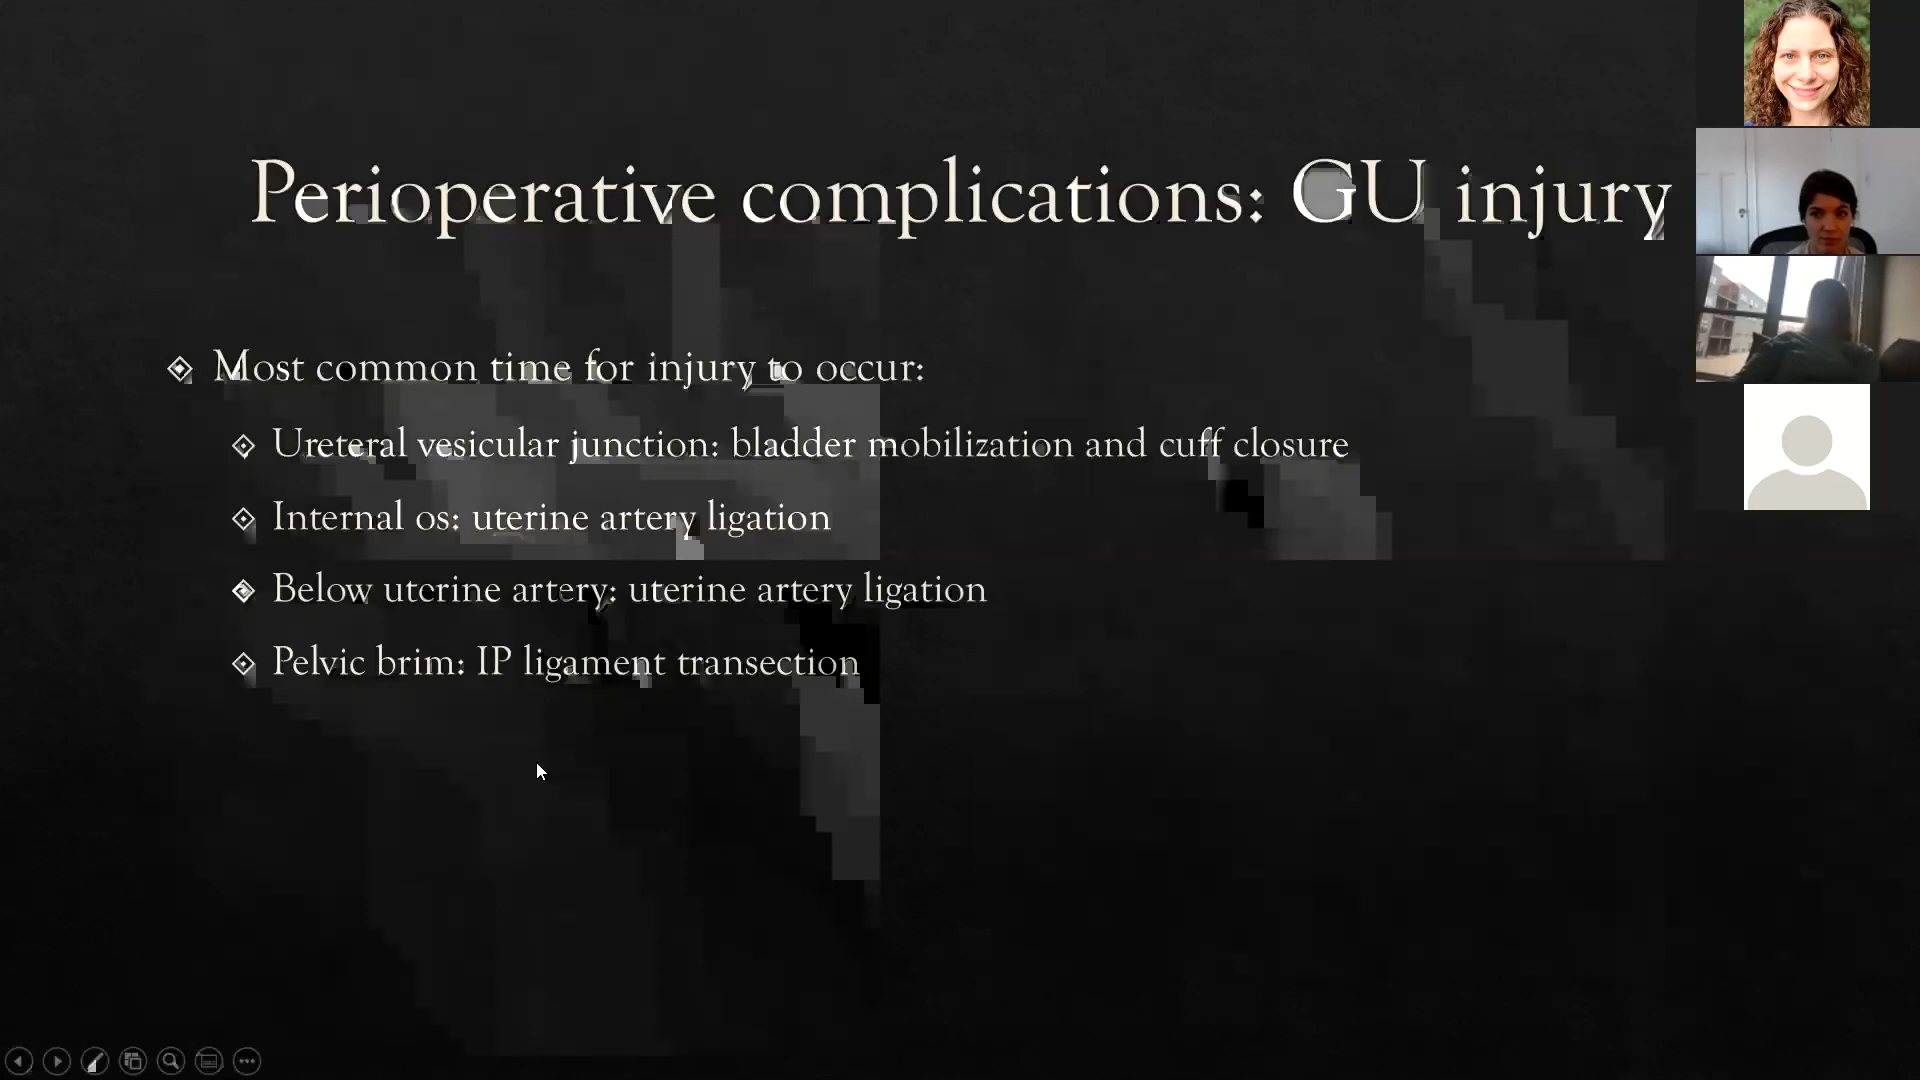 Perioperative complications: GU injury
Most common time for injury to occur:
Ureteral vesicular junction: bladder mobilization and cuff closure
Internal os: uterine artery ligation
Below uterine artery: uterine artery ligation
Pelvic brim: IP ligament transection